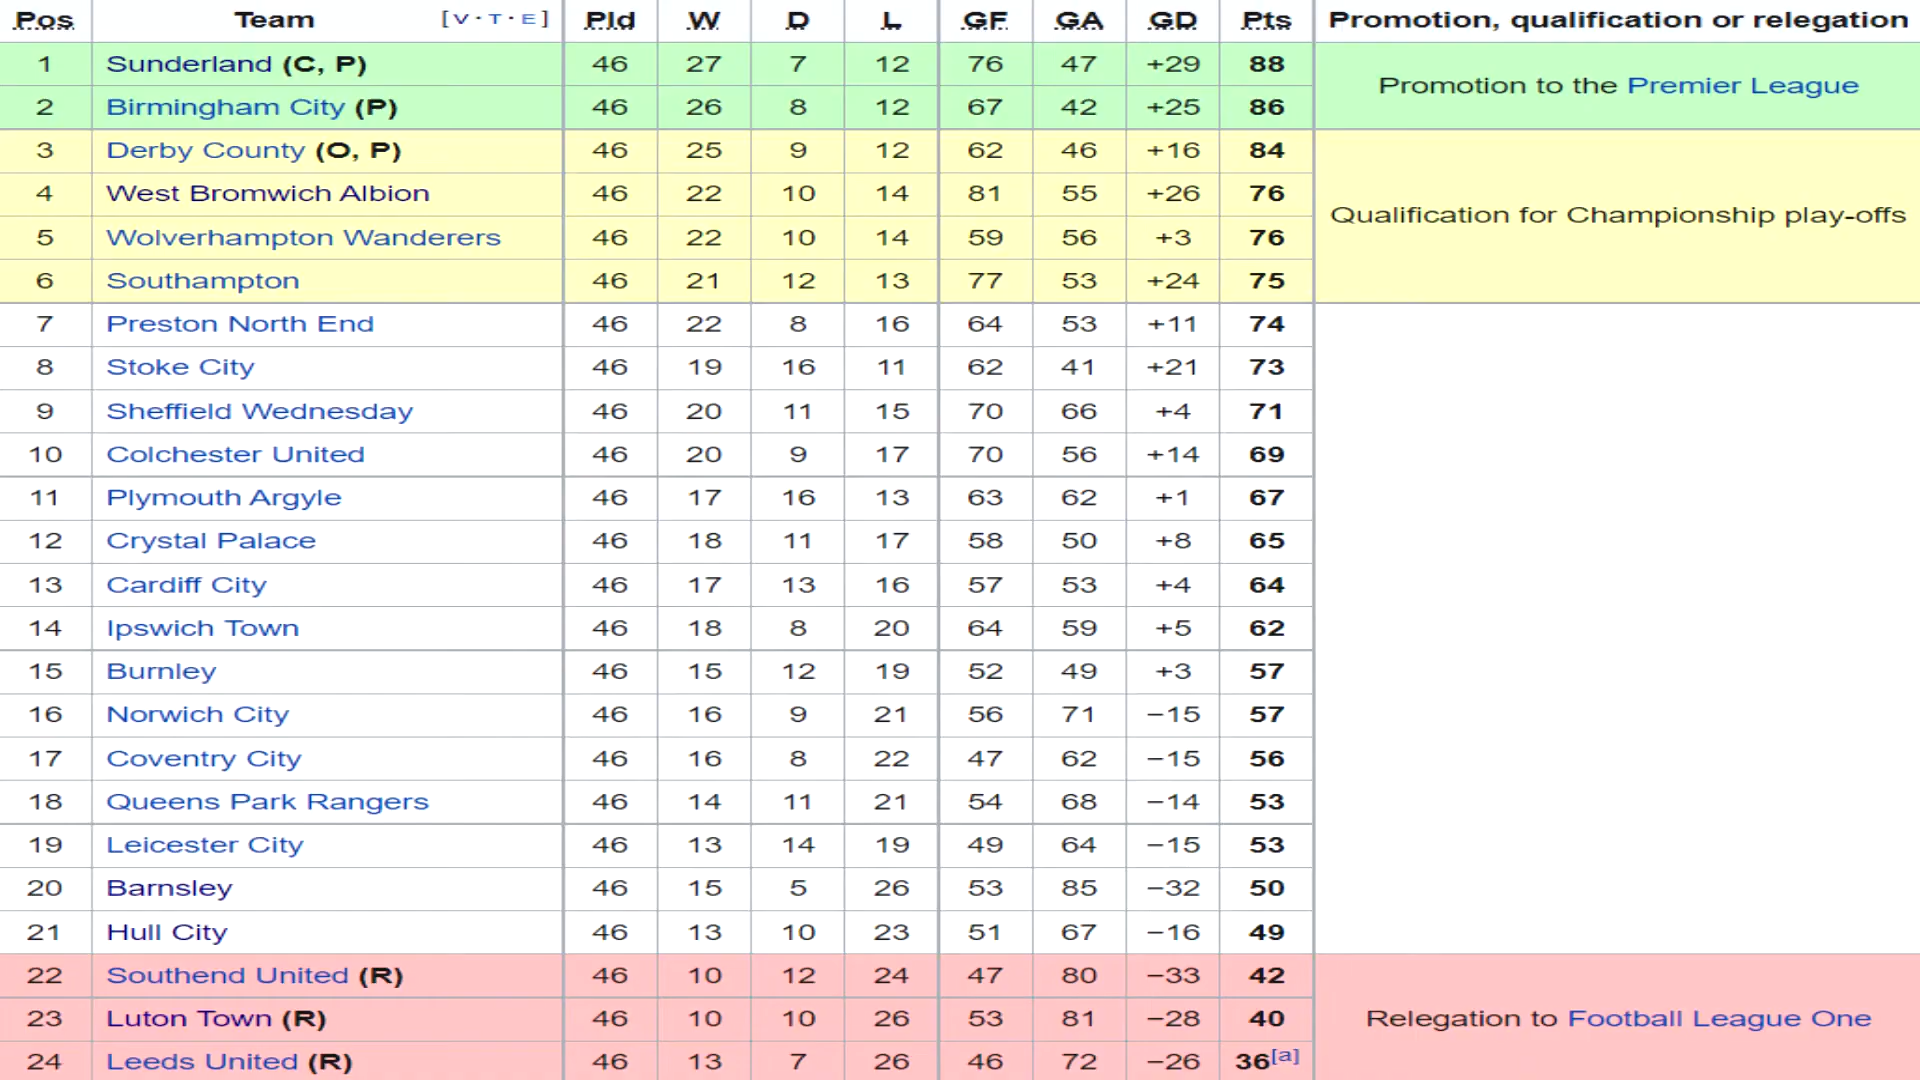 Pos Team [V·T·E] Pld W D L GF GA GD Pts Promotion, qualification or relegation
1 Sunderland (C, P) 46 27 7 12 76 47 +29 88 Promotion to the Premier League
2 Birmingham City (P) 46 26 8 12 67 42 +25 86
3 Derby County (O, P) 46 25 9 12 62 46 +16 84 Qualification for Championship play-offs
4 West Bromwich Albion 46 22 10 14 81 55 +26 76
5 Wolverhampton Wanderers 46 22 10 14 59 56 +3 76
6 Southampton 46 21 12 13 77 53 +24 75
7 Preston North End 46 22 8 16 64 53 +11 74
8 Stoke City 46 19 16 11 62 41 +21 73
9 Sheffield Wednesday 46 20 11 15 70 66 +4 71
10 Colchester United 46 20 9 17 70 56 +14 69
11 Plymouth Argyle 46 17 16 13 63 62 +1 67
12 Crystal Palace 46 18 11 17 58 50 +8 65
13 Cardiff City 46 17 13 16 57 53 +4 64
14 Ipswich Town 46 18 8 20 64 59 +5 62
15 Burnley 46 15 12 19 52 49 +3 57
16 Norwich City 46 16 9 21 56 71 −15 57
17 Coventry City 46 16 8 22 47 62 −15 56
18 Queens Park Rangers 46 14 11 21 54 68 −14 53
19 Leicester City 46 13 14 19 49 64 −15 53
20 Barnsley 46 15 5 26 53 85 −32 50
21 Hull City 46 13 10 23 51 67 −16 49
22 Southend United (R) 46 10 12 24 47 80 −33 42 Relegation to Football League One
23 Luton Town (R) 46 10 10 26 53 81 −28 40
24 Leeds United (R) 46 13 7 26 46 72 −26 36[a]